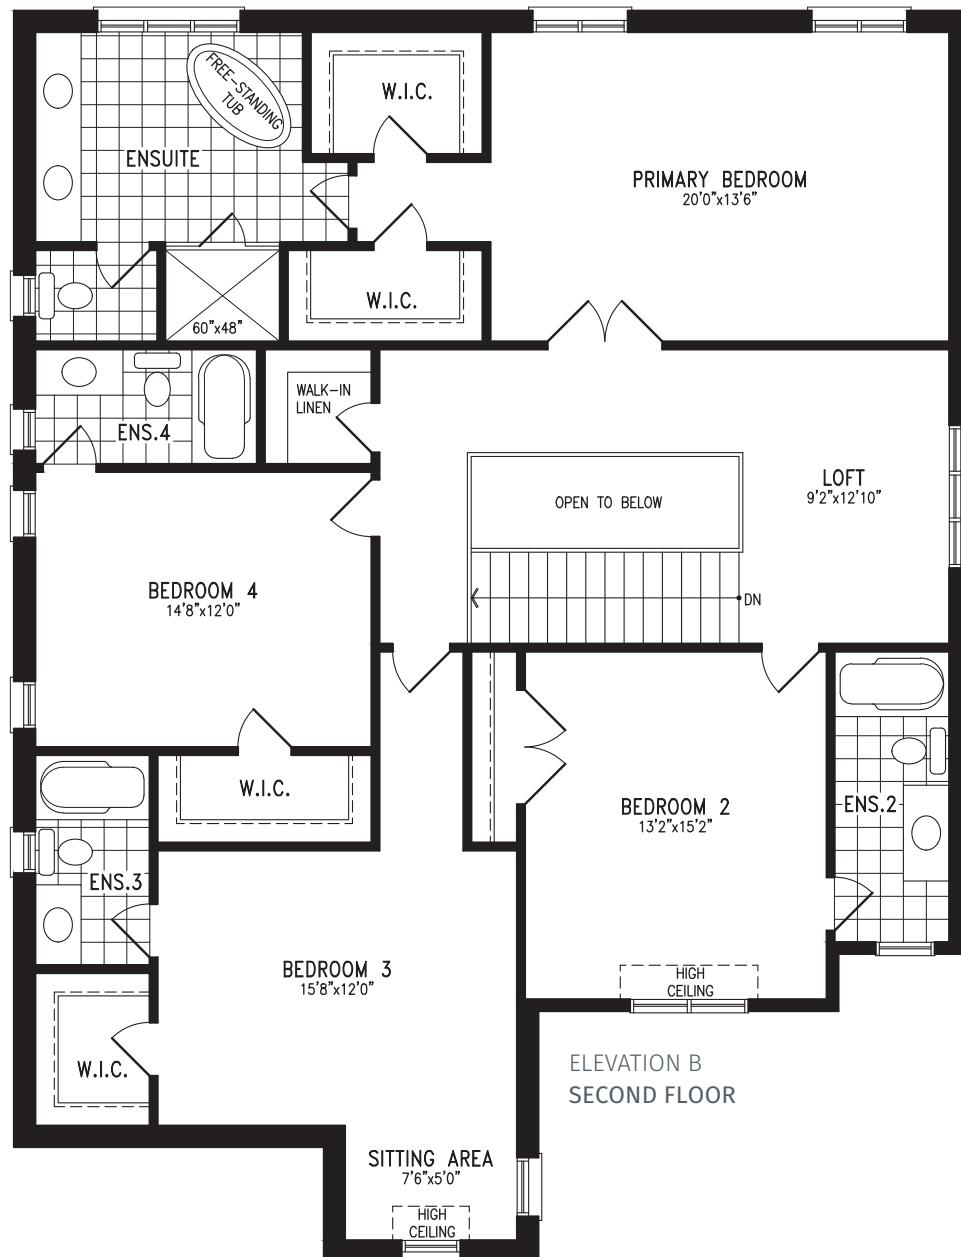 FREE-STANDING
TUB
W.I.C.
ENSUITE
PRIMARY BEDROOM
20'0"x13'6"
W.I.C.
60"x48"
WALK-IN
LINEN
ENS.4
LOFT
9'2"x12'10"
OPEN TO BELOW
BEDROOM 4
14'8"x12'0"
DN
W.I.C.
BEDROOM 2
13'2"x15'2"
ENS.2
ENS.3
BEDROOM 3
15'8"x12'0"
HIGH
CEILING
W.I.C.
ELEVATION B
SECOND FLOOR
SITTING AREA
7'6"x5'0"
HIGH
CEILING